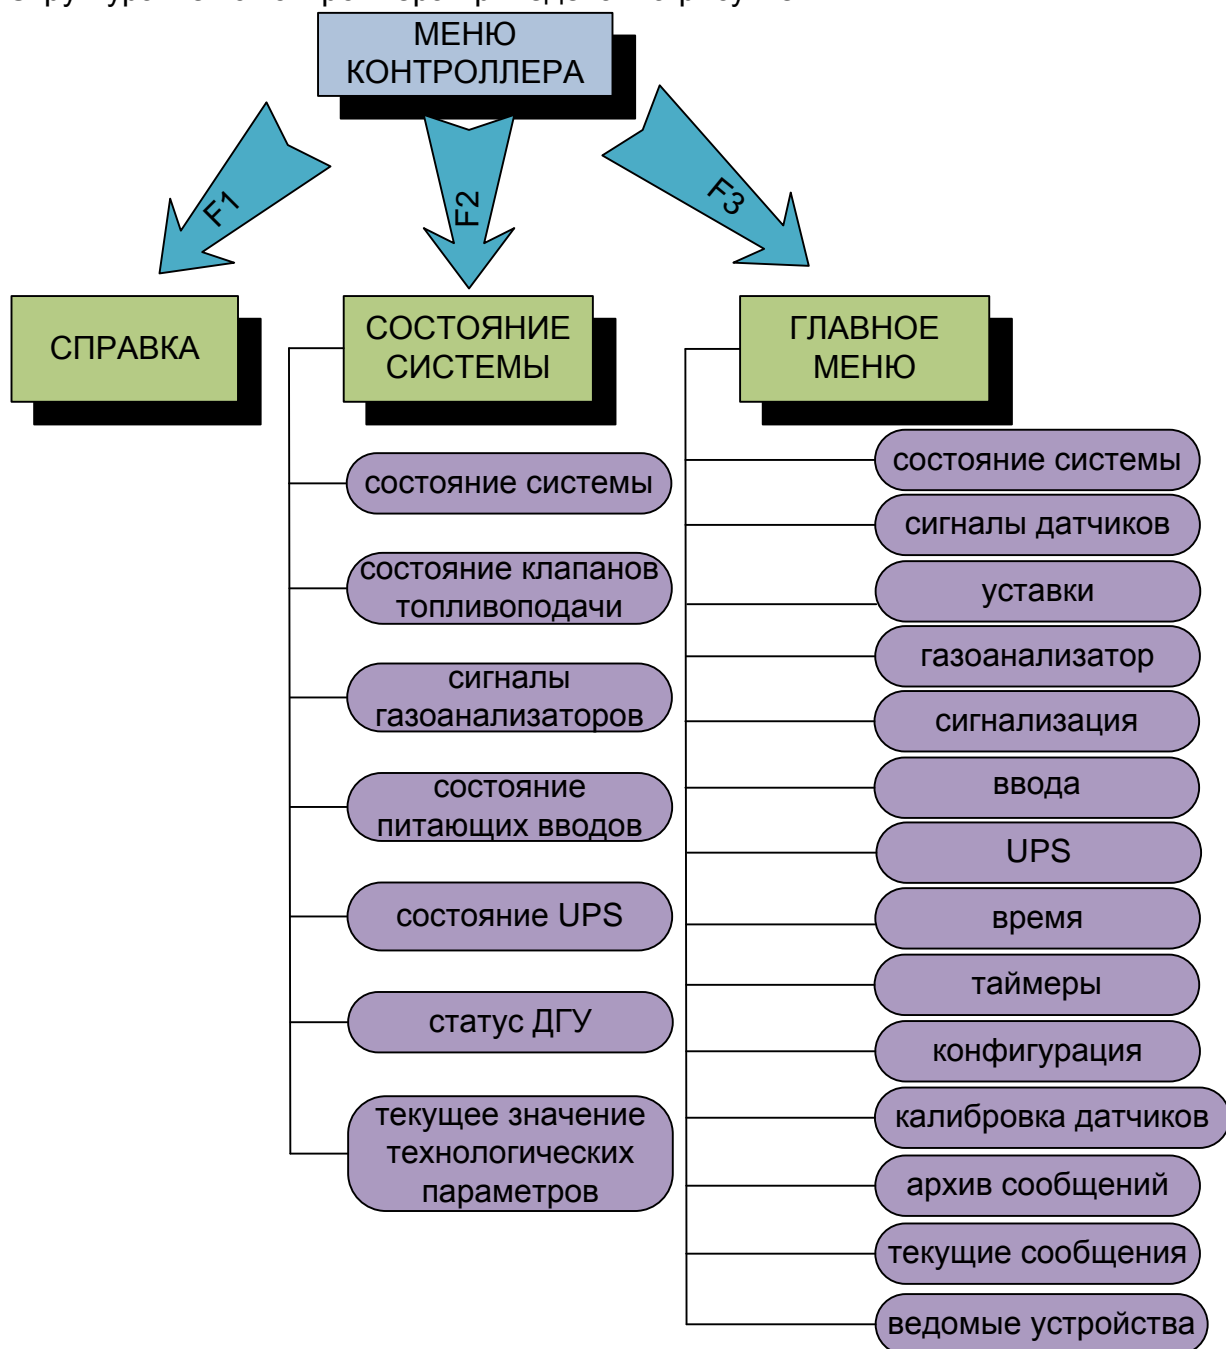 МЕНЮ
КОНТРОЛЛЕРА
F1
F2
F3
СПРАВКА
СОСТОЯНИЕ
СИСТЕМЫ
состояние системы
состояние клапанов
топливоподачи
сигналы
газоанализаторов
состояние
питающих вводов
состояние UPS
статус ДГУ
текущее значение
технологических
параметров
ГЛАВНОЕ
МЕНЮ
состояние системы
сигналы датчиков
уставки
газоанализатор
сигнализация
ввода
UPS
время
таймеры
конфигурация
калибровка датчиков
архив сообщений
текущие сообщения
ведомые устройства